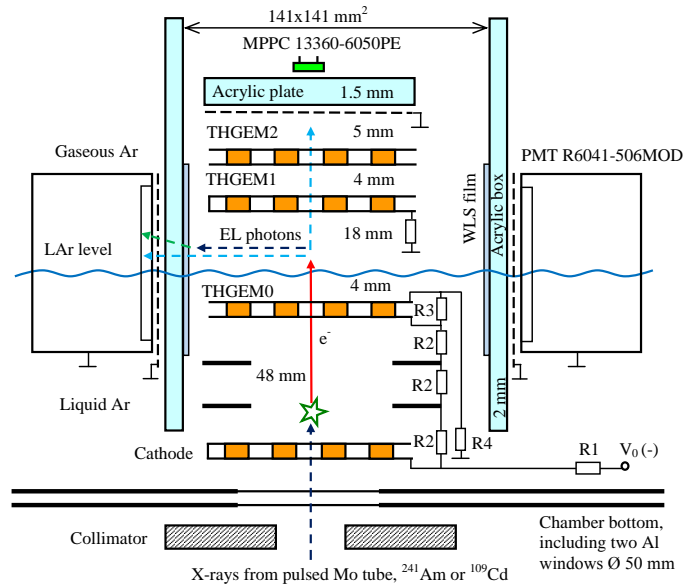 141x141 mm²
MPPC 13360-6050PE
Acrylic plate 1.5 mm
THGEM2 5 mm
Gaseous Ar
PMT R6041-506MOD
THGEM1 4 mm
WLS film
Acrylic box
EL photons 18 mm
LAr level
THGEM0 4 mm
R3
e⁻
R2
48 mm
R2
2 mm
Liquid Ar
R2
R4
Cathode
R1 V₀ (-)
Collimator
Chamber bottom,
including two Al
windows Ø 50 mm
X-rays from pulsed Mo tube, ²⁴¹Am or ¹⁰⁹Cd